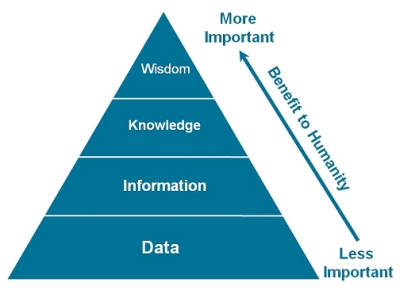 More
Important
Wisdom
Benefit to Humanity
Knowledge
Information
Data
Less
Important